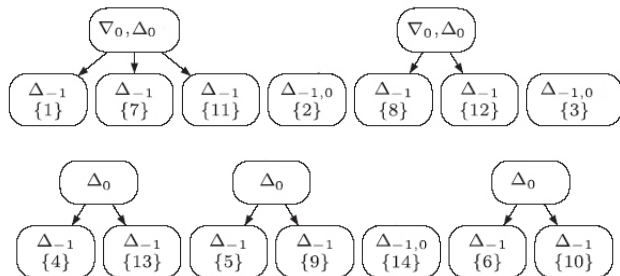 ∇₀, Δ₀ ∇₀, Δ₀
Δ₋₁ Δ₋₁ Δ₋₁ Δ₋₁,₀ Δ₋₁ Δ₋₁ Δ₋₁,₀
{1} {7} {11} {2} {8} {12} {3}
Δ₀ Δ₀ Δ₀
Δ₋₁ Δ₋₁ Δ₋₁ Δ₋₁ Δ₋₁,₀ Δ₋₁ Δ₋₁
{4} {13} {5} {9} {14} {6} {10}